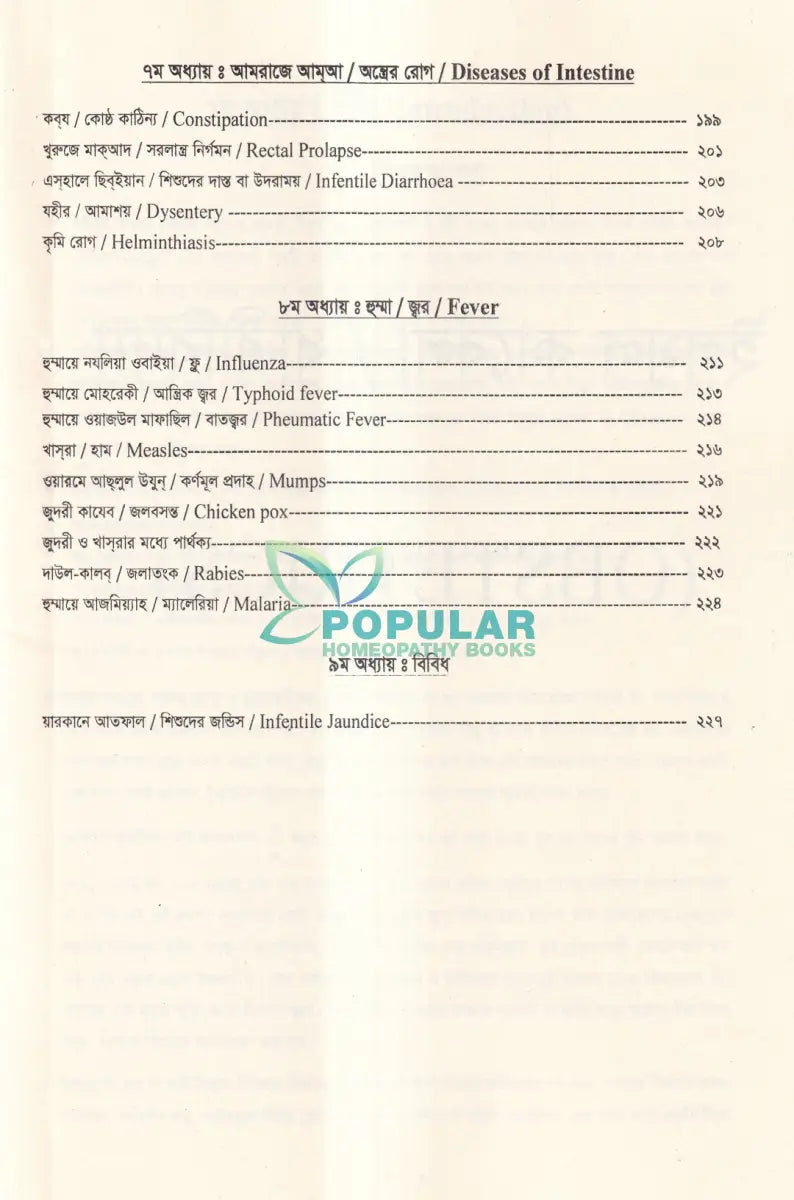 ৭ম অধ্যায় ঃ আমরাজে আম্‌আ / অন্ত্রের রোগ / Diseases of Intestine
কব্‌য / কোষ্ঠ কাঠিন্য / Constipation ১৯৯
খুরুজে মাক্‌আদ / সরলান্ত্র নির্গমন / Rectal Prolapse ২০১
এস্‌হালে ছিব্‌ইয়ান / শিশুদের দাস্ত বা উদরাময় / Infentile Diarrhoea ২০৩
যহীর / আমাশয় / Dysentery ২০৬
কৃমি রোগ / Helminthiasis ২০৮
৮ম অধ্যায় ঃ হুম্মা / জ্বর / Fever
হুম্মায়ে নযলিয়া ওবাইয়া / ফ্লু / Influenza ২১১
হুম্মায়ে মোহরেকী / আন্ত্রিক জ্বর / Typhoid fever ২১৩
হুম্মায়ে ওয়াজউল মাফাছিল / বাতজ্বর / Pheumatic Fever ২১৪
খাস্‌রা / হাম / Measles ২১৬
ওয়ারমে আছ্‌লুল উযুন্ / কর্ণমূল প্রদাহ / Mumps ২১৯
জুদরী কাযেব / জলবসন্ত / Chicken pox ২২১
জুদরী ও খাস্‌রার মধ্যে পার্থক্য ২২২
দাউল-কালব্ / জলাতংক / Rabies ২২৩
হুম্মায়ে আজমিয়্যাহ / ম্যালেরিয়া / Malaria ২২৪
POPULAR
HOMEOPATHY BOOKS
৯ম অধ্যায় ঃ বিবিধ
য়ারকানে আতফাল / শিশুদের জন্ডিস / Infentile Jaundice ২২৭